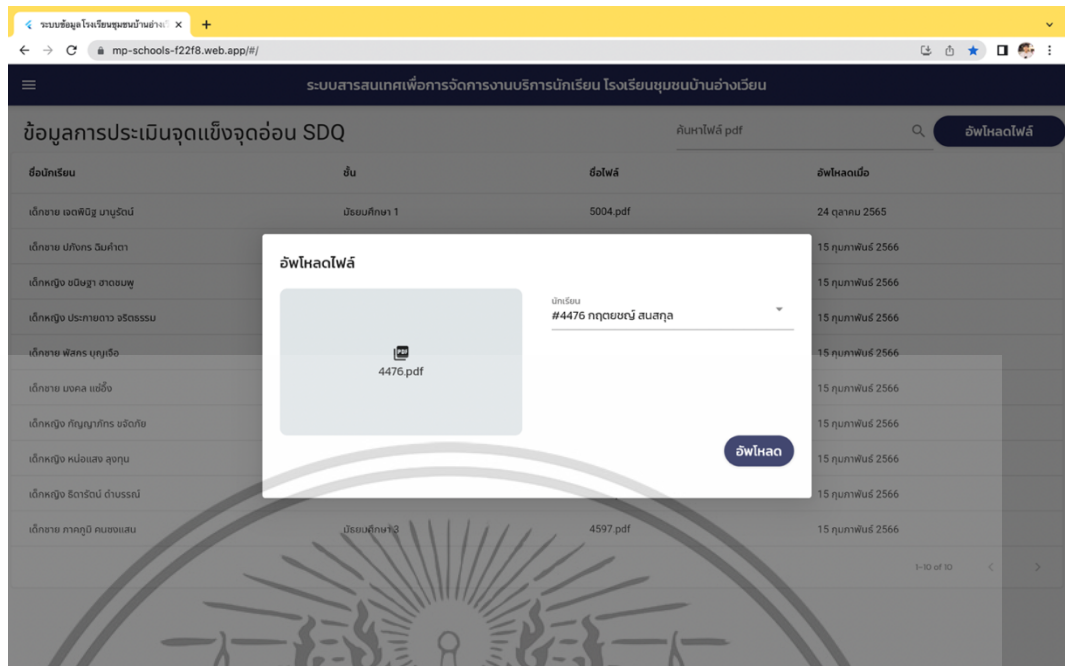 ระบบข้อมูลโรงเรียนชุมชนบ้านอ่างเวี
mp-schools-f22f8.web.app/#/
ระบบสารสนเทศเพื่อการจัดการงานบริการนักเรียน โรงเรียนชุมชนบ้านอ่างเวียน
ข้อมูลการประเมินจุดแข็งจุดอ่อน SDQ ค้นหาไฟล์ pdf อัพโหลดไฟล์
ชื่อนักเรียน ชั้น ชื่อไฟล์ อัพโหลดเมื่อ
เด็กชาย เจตพินิฐ มานูรัตน์ มัธยมศึกษา 1 5004.pdf 24 ตุลาคม 2565
เด็กชาย ปภังกร ฉิมคำตา 15 กุมภาพันธ์ 2566
เด็กหญิง ชนิษฐา ฮาดชมพู 15 กุมภาพันธ์ 2566
เด็กหญิง ประกายดาว จริตธรรม 15 กุมภาพันธ์ 2566
เด็กชาย พัสกร บุญเจือ 15 กุมภาพันธ์ 2566
เด็กชาย มงคล แซ่อึ้ง 15 กุมภาพันธ์ 2566
เด็กหญิง กัญญาภัทร ขจัดภัย 15 กุมภาพันธ์ 2566
เด็กหญิง หน่อแสง ลุงทุน 15 กุมภาพันธ์ 2566
เด็กหญิง ธิดารัตน์ ดำบรรณ์ 15 กุมภาพันธ์ 2566
เด็กชาย ภาคภูมิ คนซงแสน มัธยมศึกษา 3 4597.pdf 15 กุมภาพันธ์ 2566
1-10 of 10
อัพโหลดไฟล์
นักเรียน
#4476 กฤตยชญ์ สนสกุล
PDF
4476.pdf
อัพโหลด